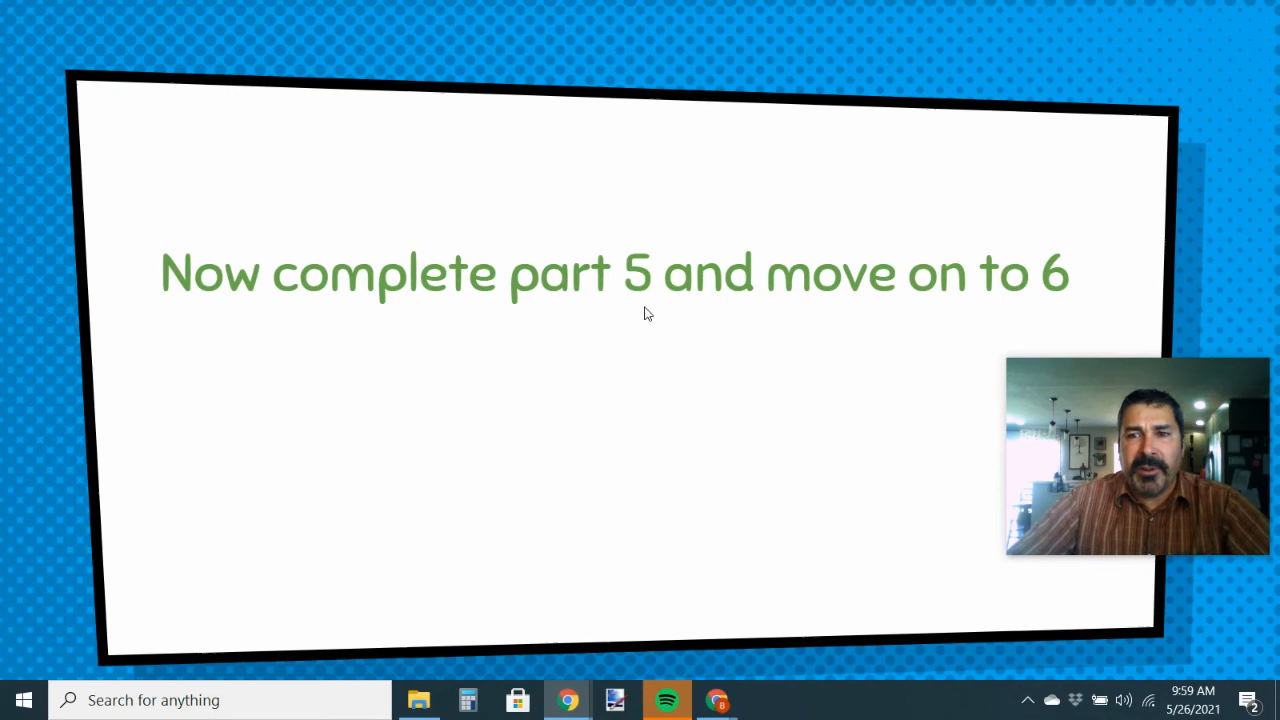 Now complete part 5 and move on to 6
Search for anything
B
9:59 AM
5/26/2021
2